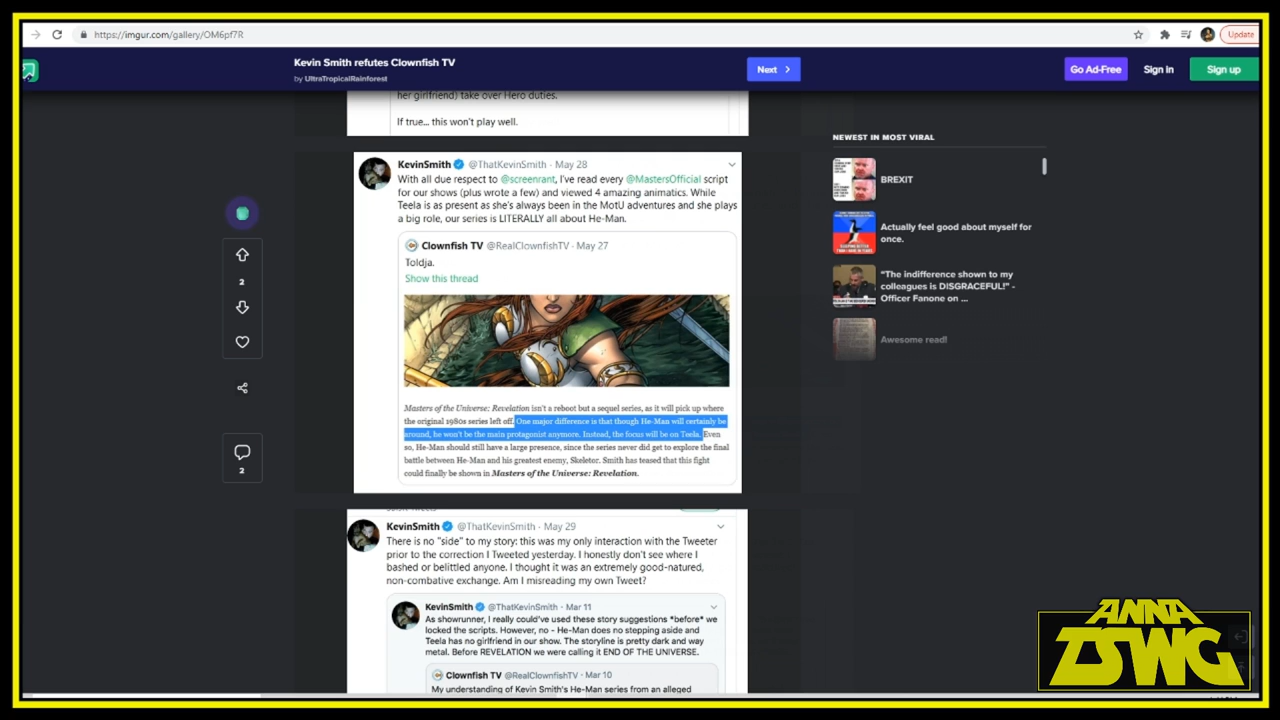 https://imgur.com/gallery/OM6pf7R
Update
Kevin Smith refutes Clownfish TV
by UltraTropicalRainforest
Next
Go Ad-Free
Sign in
Sign up
her girlfriend) take over Hero duties.
If true... this won't play well.
NEWEST IN MOST VIRAL
BREXIT
Actually feel good about myself for
once.
"The indifference shown to my
colleagues is DISGRACEFUL!" -
Officer Fanone on ...
Awesome read!
2
2
KevinSmith @ThatKevinSmith · May 28
With all due respect to @screenrant, I've read every @MastersOfficial script
for our shows (plus wrote a few) and viewed 4 amazing animatics. While
Teela is as present as she's always been in the MotU adventures and she plays
a big role, our series is LITERALLY all about He-Man.
Clownfish TV @RealClownfishTV · May 27
Toldja.
Show this thread
Masters of the Universe: Revelation isn't a reboot but a sequel series, as it will pick up where
the original 1980s series left off. One major difference is that though He-Man will certainly be
around, he won't be the main protagonist anymore. Instead, the focus will be on Teela. Even
so, He-Man should still have a large presence, since the series never did get to explore the final
battle between He-Man and his greatest enemy, Skeletor. Smith has teased that this fight
could finally be shown in Masters of the Universe: Revelation.
KevinSmith @ThatKevinSmith · May 29
There is no "side" to my story: this was my only interaction with the Tweeter
prior to the correction I Tweeted yesterday. I honestly don't see where I
bashed or belittled anyone. I thought it was an extremely good-natured,
non-combative exchange. Am I misreading my own Tweet?
KevinSmith @ThatKevinSmith · Mar 11
As showrunner, I really could've used these story suggestions *before* we
locked the scripts. However, no - He-Man does no stepping aside and
Teela has no girlfriend in our show. The storyline is pretty dark and way
metal. Before REVELATION we were calling it END OF THE UNIVERSE.
Clownfish TV @RealClownfishTV · Mar 10
My understanding of Kevin Smith's He-Man series from an alleged
ANNA
TSWG